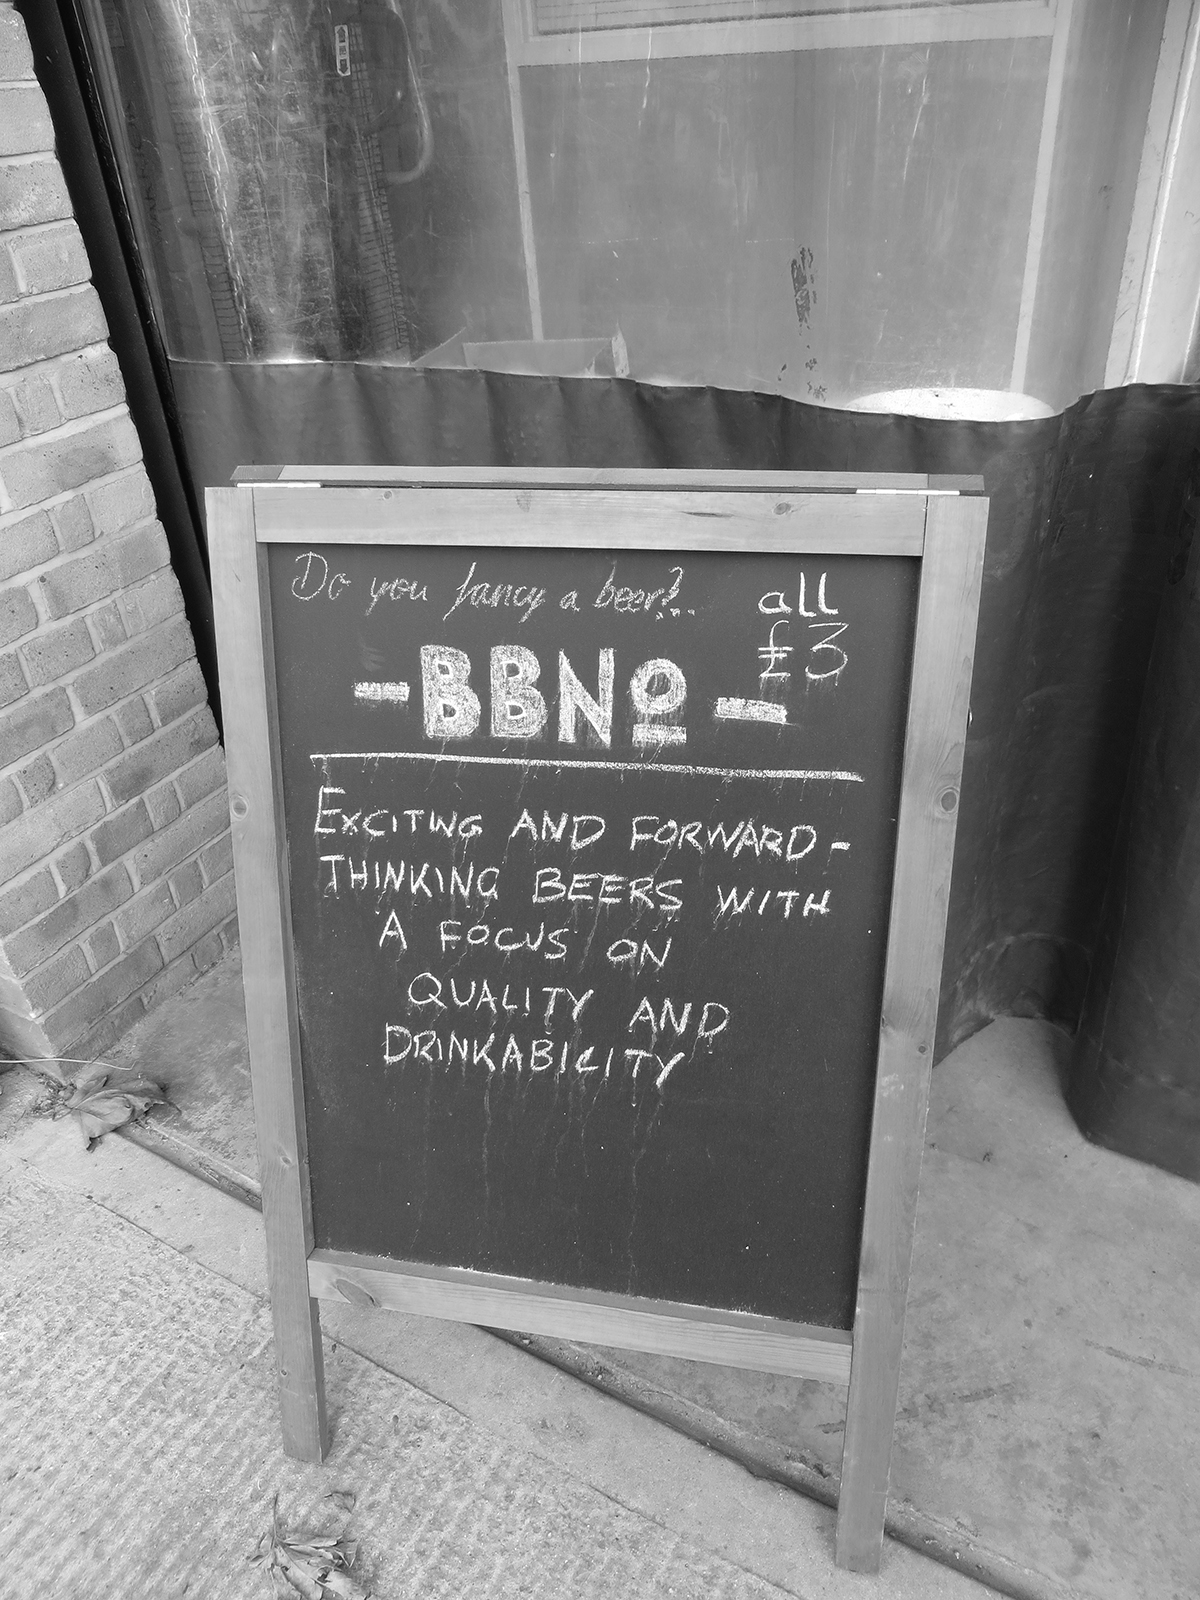 Do you fancy a beer?..
all
£3
-BBNº-
EXCITING AND FORWARD-
THINKING BEERS WITH
A FOCUS ON
QUALITY AND
DRINKABILITY